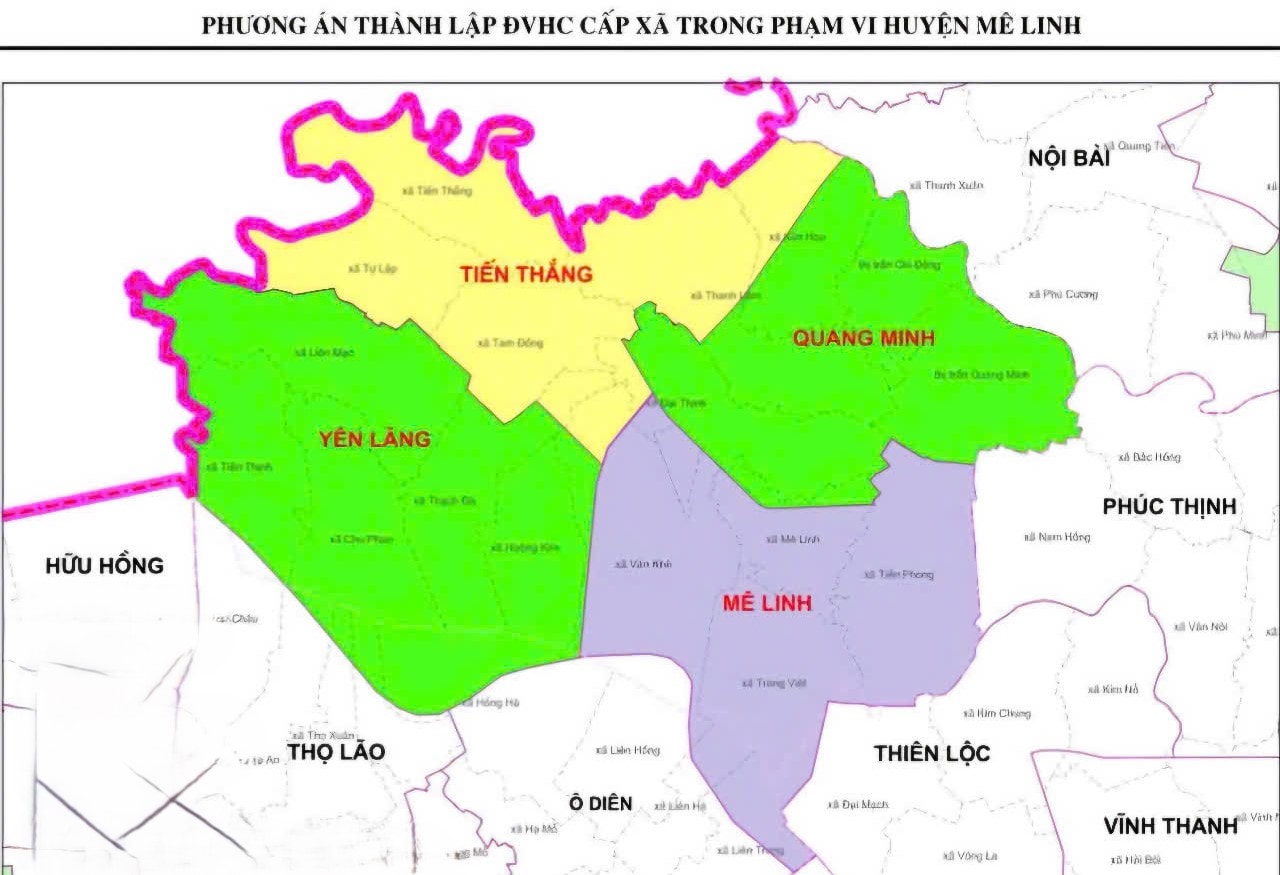 PHƯƠNG ÁN THÀNH LẬP ĐVHC CẤP XÃ TRONG PHẠM VI HUYỆN MÊ LINH
xã Quang Tiến
NỘI BÀI
xã Thanh Xuân
xã Tiến Thắng
xã Kim Hoa
thị trấn Chi Đông
xã Tự Lập
TIẾN THẮNG
xã Thanh Lâm
xã Phú Cường
xã Phú Minh
QUANG MINH
xã Tam Đồng
xã Liên Mạc
thị trấn Quang Minh
xã Đại Thịnh
YÊN LÃNG
xã Tiến Thịnh
xã Bắc Hồng
xã Thạch Đà
PHÚC THỊNH
xã Chu Phan
xã Hoàng Kim
xã Mê Linh
xã Nam Hồng
HỮU HỒNG
xã Văn Khê
xã Tiền Phong
MÊ LINH
Châu
xã Vân Nội
xã Tráng Việt
xã Kim Nỗ
xã Hồng Hà
xã Kim Chung
xã Thọ Xuân
THỌ LÃO
xã Liên Hồng
THIÊN LỘC
Ô DIÊN
xã Liên Hà
xã Đại Mạch
xã Hạ Mỗ
VĨNH THANH
xã Liên Trung
xã Võng La
xã Hải Bối